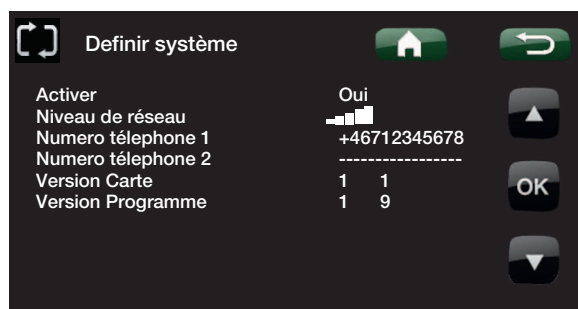 Definir système
Activer Oui
Niveau de réseau
Numero télephone 1 +46712345678
Numero télephone 2 -----------------
Version Carte 1 1
Version Programme 1 9
OK